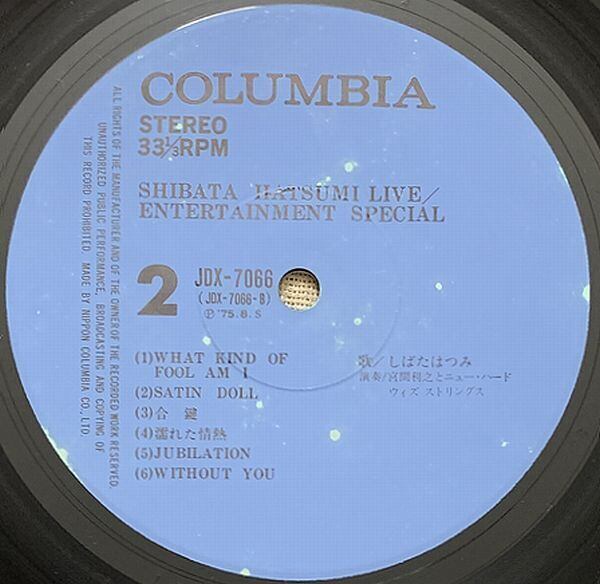 COLUMBIA
STEREO
33 1/3 RPM
SHIBATA HATSUMI LIVE/
ENTERTAINMENT SPECIAL
2
JDX-7066
(JDX-7066-B)
Ⓟ'75.8. S
(1)WHAT KIND OF
FOOL AM I
(2)SATIN DOLL
(3)合 鍵
(4)濡れた情熱
(5)JUBILATION
(6)WITHOUT YOU
歌/しばたはつみ
演奏/宮間利之とニュー・ハード
ウィズ ストリングス
ALL RIGHTS OF THE MANUFACTURER AND OF THE OWNER OF THE RECORDED WORK RESERVED.
UNAUTHORIZED PUBLIC PERFORMANCE, BROADCASTING AND COPYING OF
THIS RECORD PROHIBITED MADE BY NIPPON COLUMBIA CO., LTD.